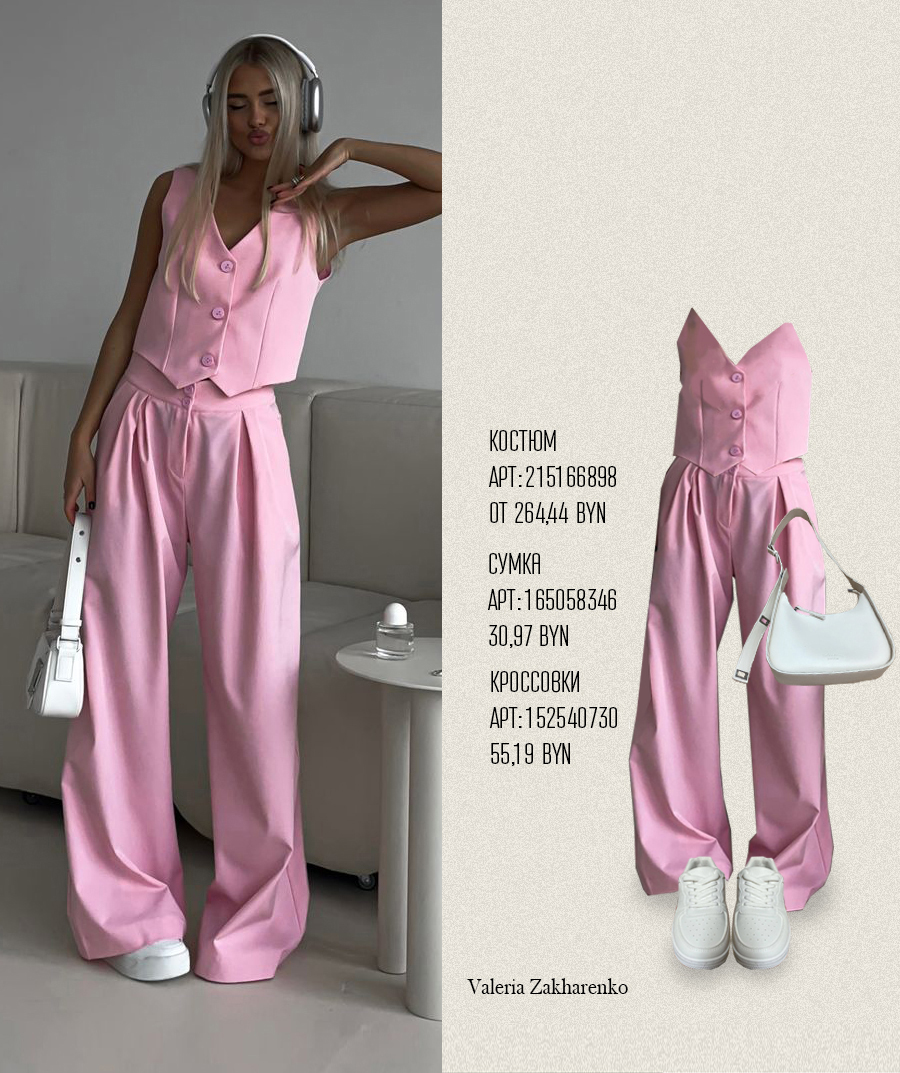 КОСТЮМ
АРТ:215166898
ОТ 264,44 BYN
СУМКА
АРТ:165058346
30,97 BYN
КРОССОВКИ
АРТ:152540730
55,19 BYN
Valeria Zakharenko